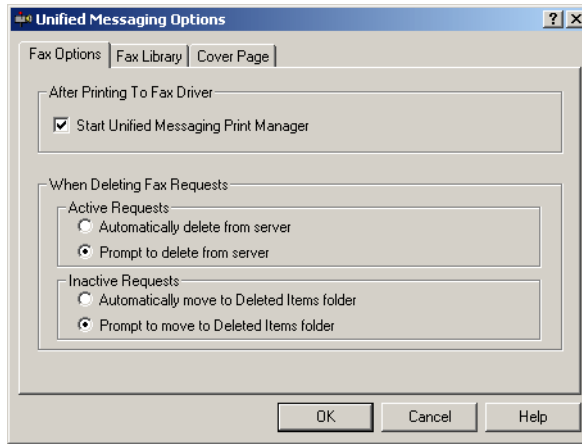 Unified Messaging Options
Fax Options Fax Library Cover Page
After Printing To Fax Driver
Start Unified Messaging Print Manager
When Deleting Fax Requests
Active Requests
Automatically delete from server
Prompt to delete from server
Inactive Requests
Automatically move to Deleted Items folder
Prompt to move to Deleted Items folder
OK Cancel Help